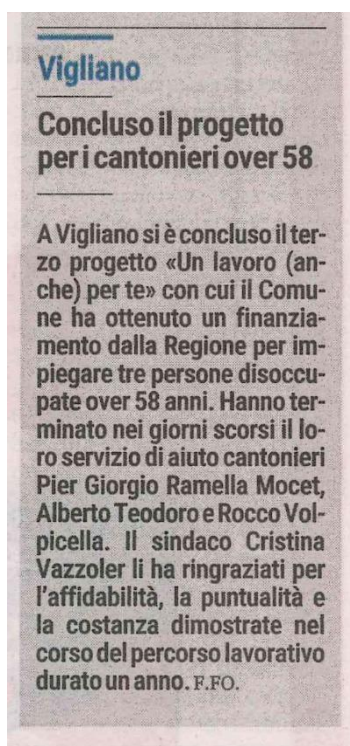 Vigliano
Concluso il progetto
per i cantonieri over 58
A Vigliano si è concluso il ter-
zo progetto «Un lavoro (an-
che) per te» con cui il Comu-
ne ha ottenuto un finanzia-
mento dalla Regione per im-
piegare tre persone disoccu-
pate over 58 anni. Hanno ter-
minato nei giorni scorsi il lo-
ro servizio di aiuto cantonieri
Pier Giorgio Ramella Mocet,
Alberto Teodoro e Rocco Vol-
picella. Il sindaco Cristina
Vazzoler li ha ringraziati per
l'affidabilità, la puntualità e
la costanza dimostrate nel
corso del percorso lavorativo
durato un anno. F.FO.